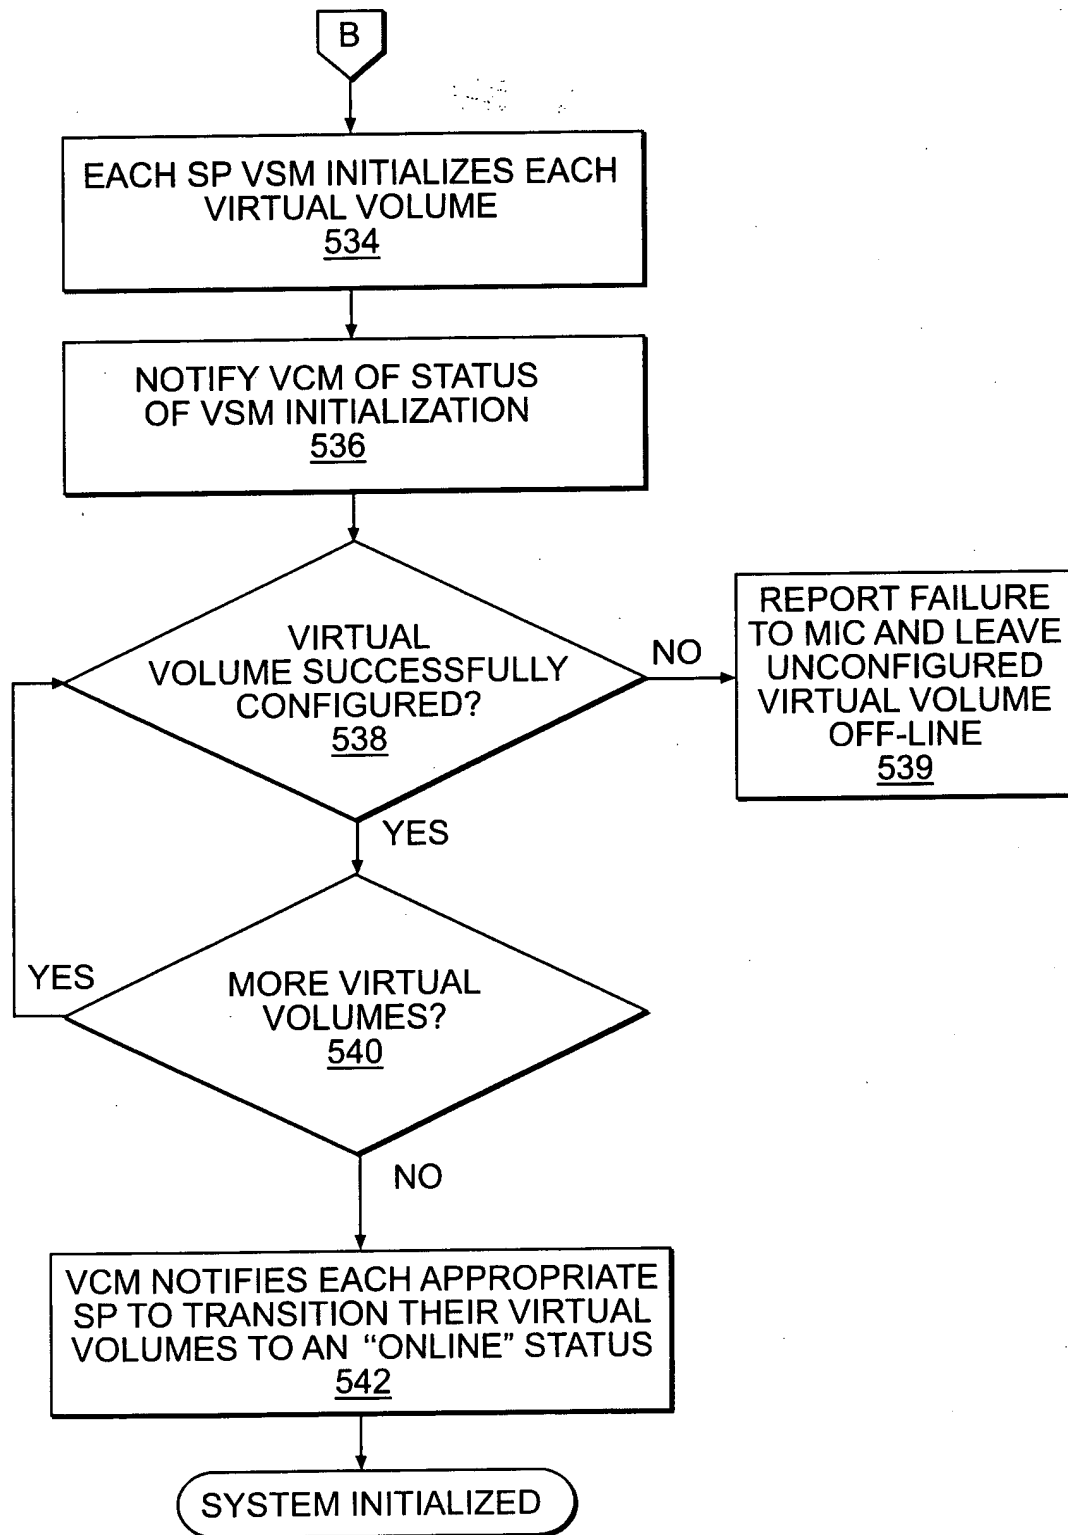 B
EACH SP VSM INITIALIZES EACH
VIRTUAL VOLUME
534
NOTIFY VCM OF STATUS
OF VSM INITIALIZATION
536
VIRTUAL
VOLUME SUCCESSFULLY
CONFIGURED?
538
NO
REPORT FAILURE
TO MIC AND LEAVE
UNCONFIGURED
VIRTUAL VOLUME
OFF-LINE
539
YES
YES
MORE VIRTUAL
VOLUMES?
540
NO
VCM NOTIFIES EACH APPROPRIATE
SP TO TRANSITION THEIR VIRTUAL
VOLUMES TO AN “ONLINE” STATUS
542
SYSTEM INITIALIZED